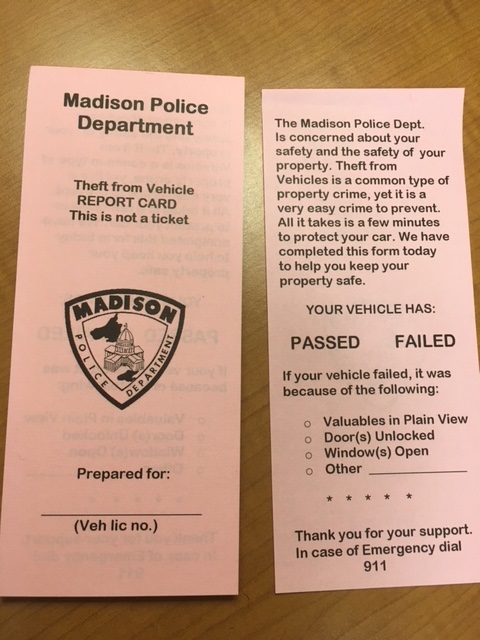 Madison Police
Department
Theft from Vehicle
REPORT CARD
This is not a ticket
MADISON
POLICE DEPARTMENT
Prepared for:
(Veh lic no.)
The Madison Police Dept.
Is concerned about your
safety and the safety of your
property. Theft from
Vehicles is a common type of
property crime, yet it is a
very easy crime to prevent.
All it takes is a few minutes
to protect your car. We have
completed this form today
to help you keep your
property safe.
YOUR VEHICLE HAS:
PASSED FAILED
If your vehicle failed, it was
because of the following:
Valuables in Plain View
Door(s) Unlocked
Window(s) Open
Other
* * * * *
Thank you for your support.
In case of Emergency dial
911